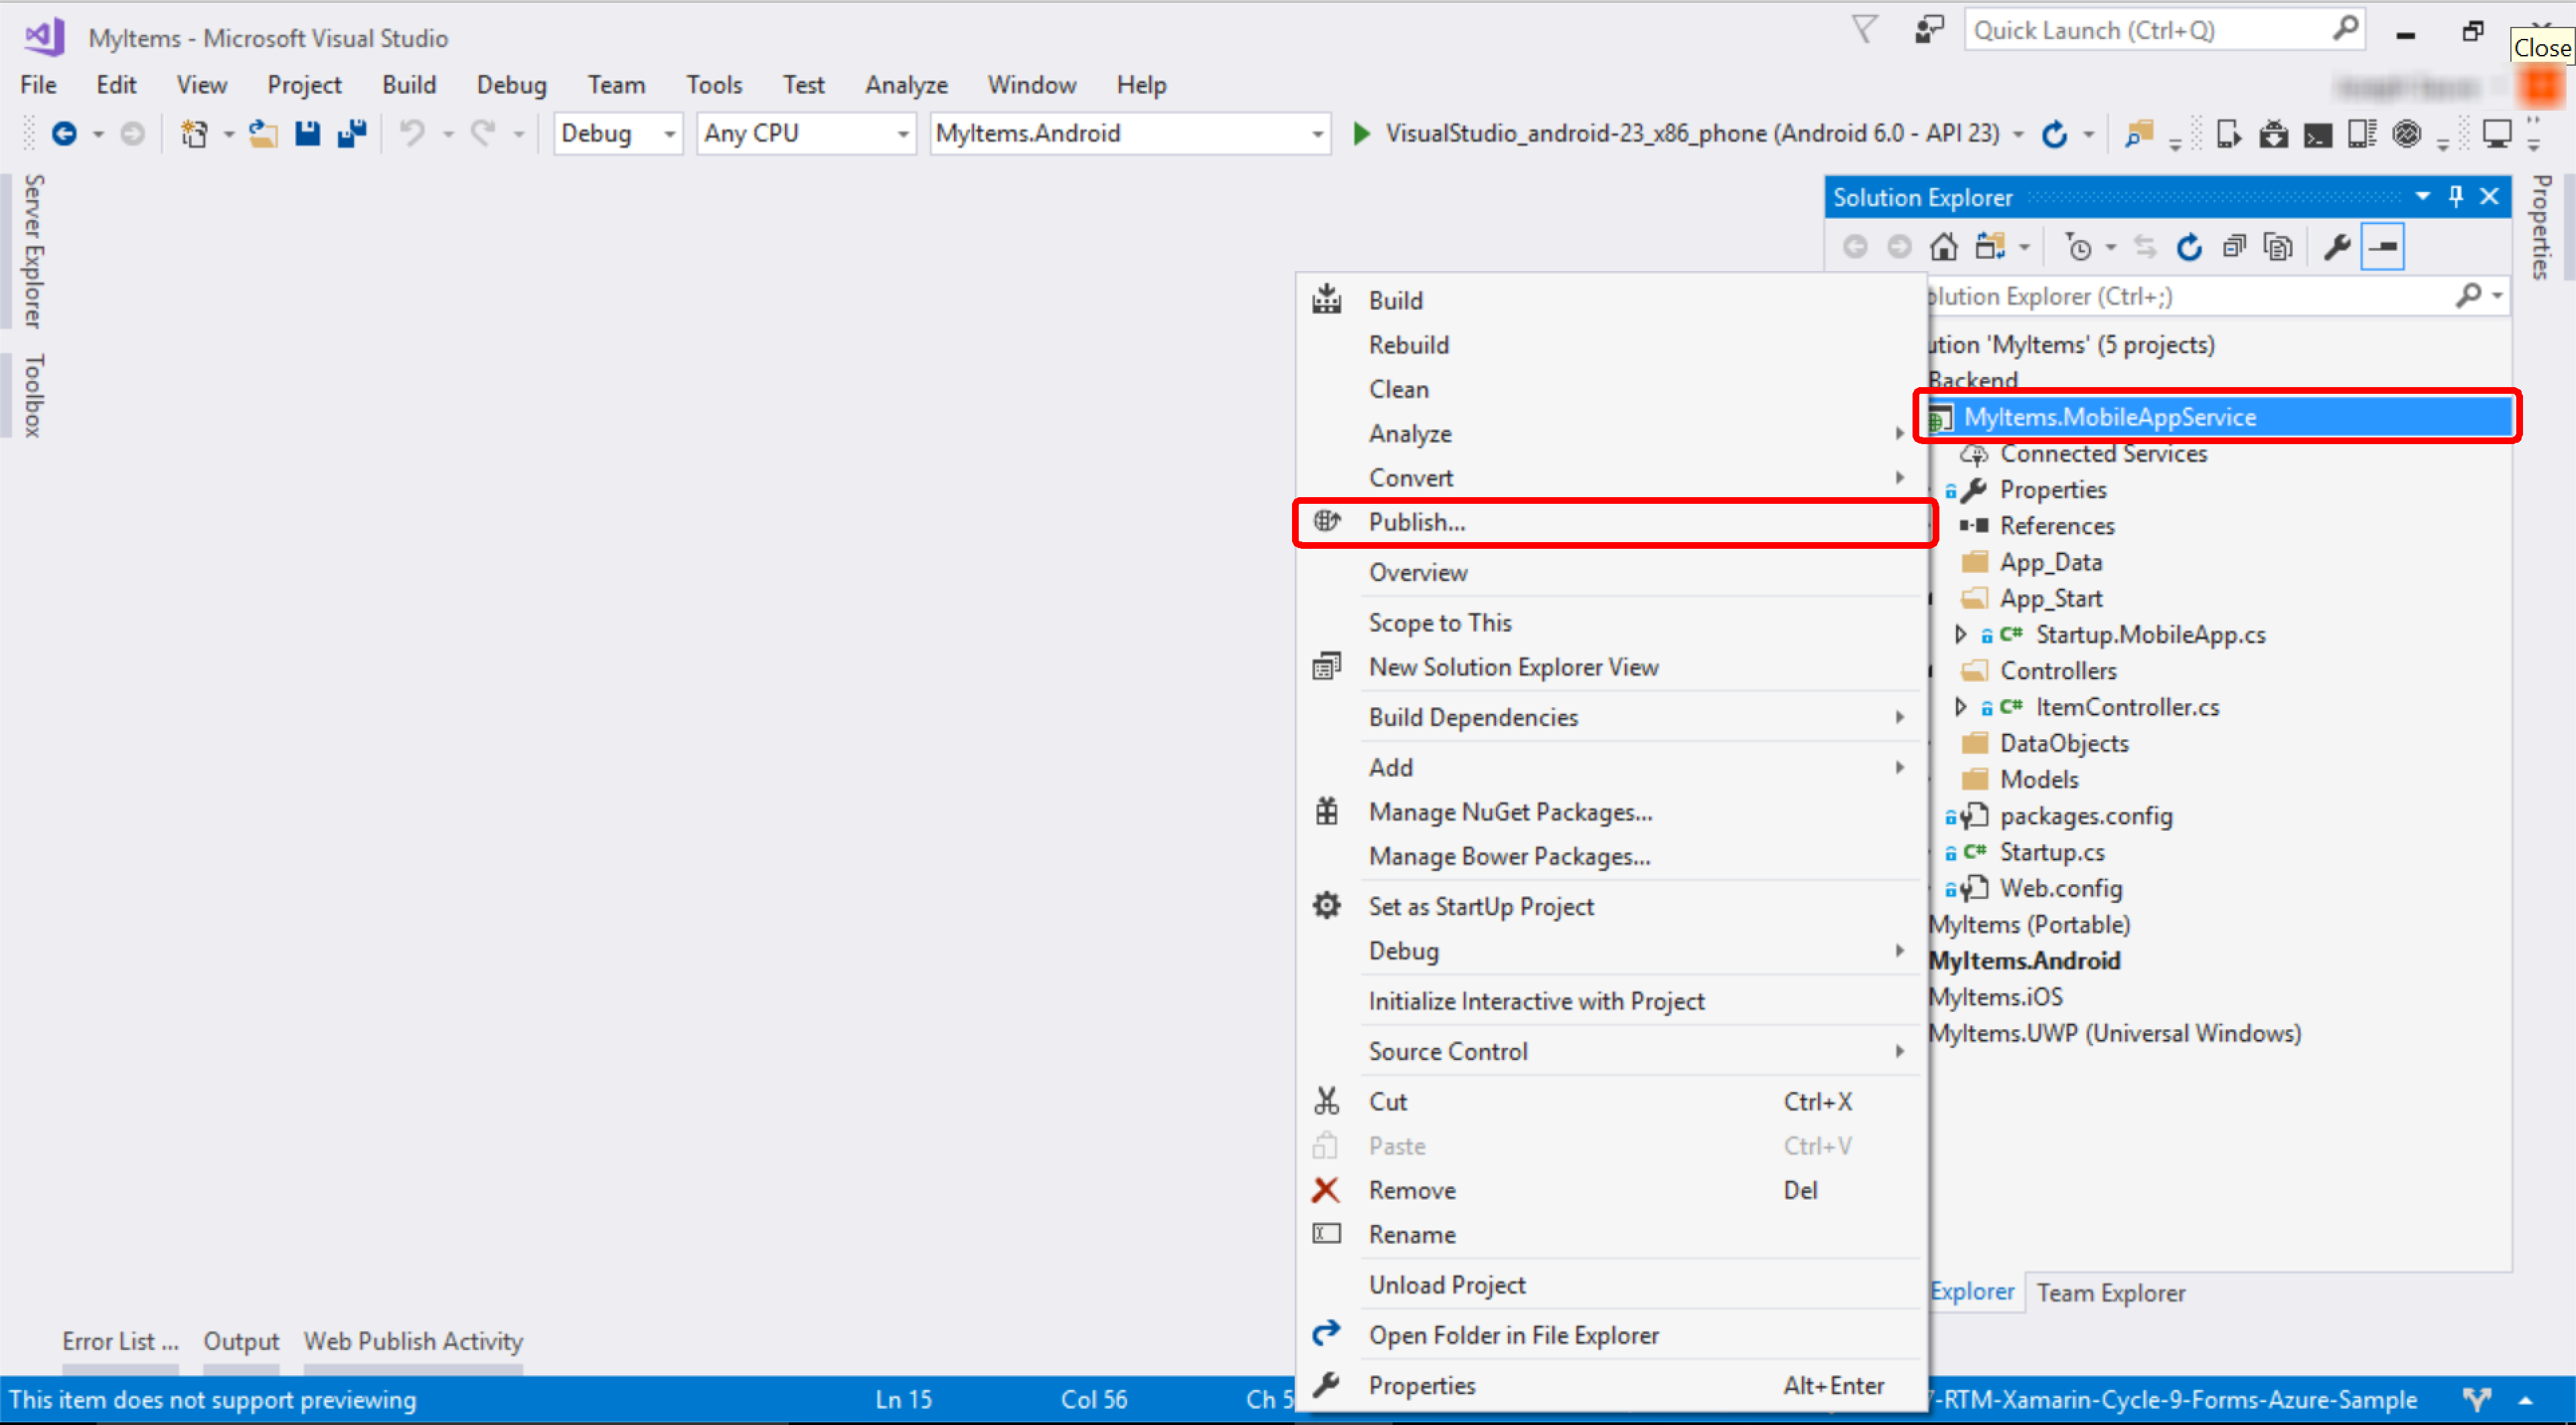 MyItems - Microsoft Visual Studio
Quick Launch (Ctrl+Q)
Close
File Edit View Project Build Debug Team Tools Test Analyze Window Help
Debug Any CPU MyItems.Android VisualStudio_android-23_x86_phone (Android 6.0 - API 23)
Server Explorer
Toolbox
Build
Rebuild
Clean
Analyze
Convert
Publish...
Overview
Scope to This
New Solution Explorer View
Build Dependencies
Add
Manage NuGet Packages...
Manage Bower Packages...
Set as StartUp Project
Debug
Initialize Interactive with Project
Source Control
Cut Ctrl+X
Paste Ctrl+V
Remove Del
Rename
Unload Project
Open Folder in File Explorer
Properties Alt+Enter
Solution Explorer
olution Explorer (Ctrl+;)
ution 'MyItems' (5 projects)
Backend
MyItems.MobileAppService
Connected Services
Properties
References
App_Data
App_Start
C# Startup.MobileApp.cs
Controllers
C# ItemController.cs
DataObjects
Models
packages.config
C# Startup.cs
Web.config
MyItems (Portable)
MyItems.Android
MyItems.iOS
MyItems.UWP (Universal Windows)
Explorer Team Explorer
Properties
Error List ... Output Web Publish Activity
This item does not support previewing Ln 15 Col 56 Ch 5 7-RTM-Xamarin-Cycle-9-Forms-Azure-Sample